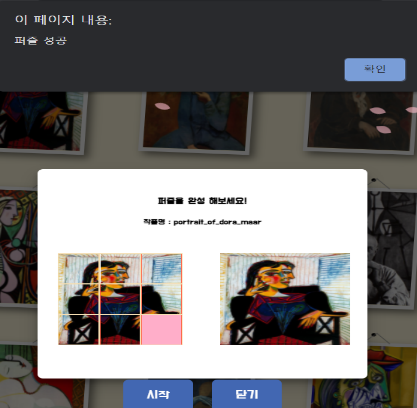 이 페이지 내용:
퍼즐 성공
확인
퍼즐을 완성 해보세요!
작품명 : portrait_of_dora_maar
시작
닫기